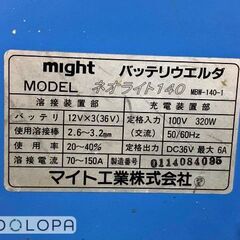 might バッテリウエルダ
MODEL ネオライト140 MBW-140-1
溶接装置部 充電装置部
バッテリ 12V×3(36V) 定格入力 100V 320W
使用溶接棒 2.6~3.2mm (交流) 50/60Hz
使用率 20~40% 定格出力 DC36V 最大 6A
溶接電流 70~150A 製造番号 0114084095
マイト工業株式会社
DOLOPA